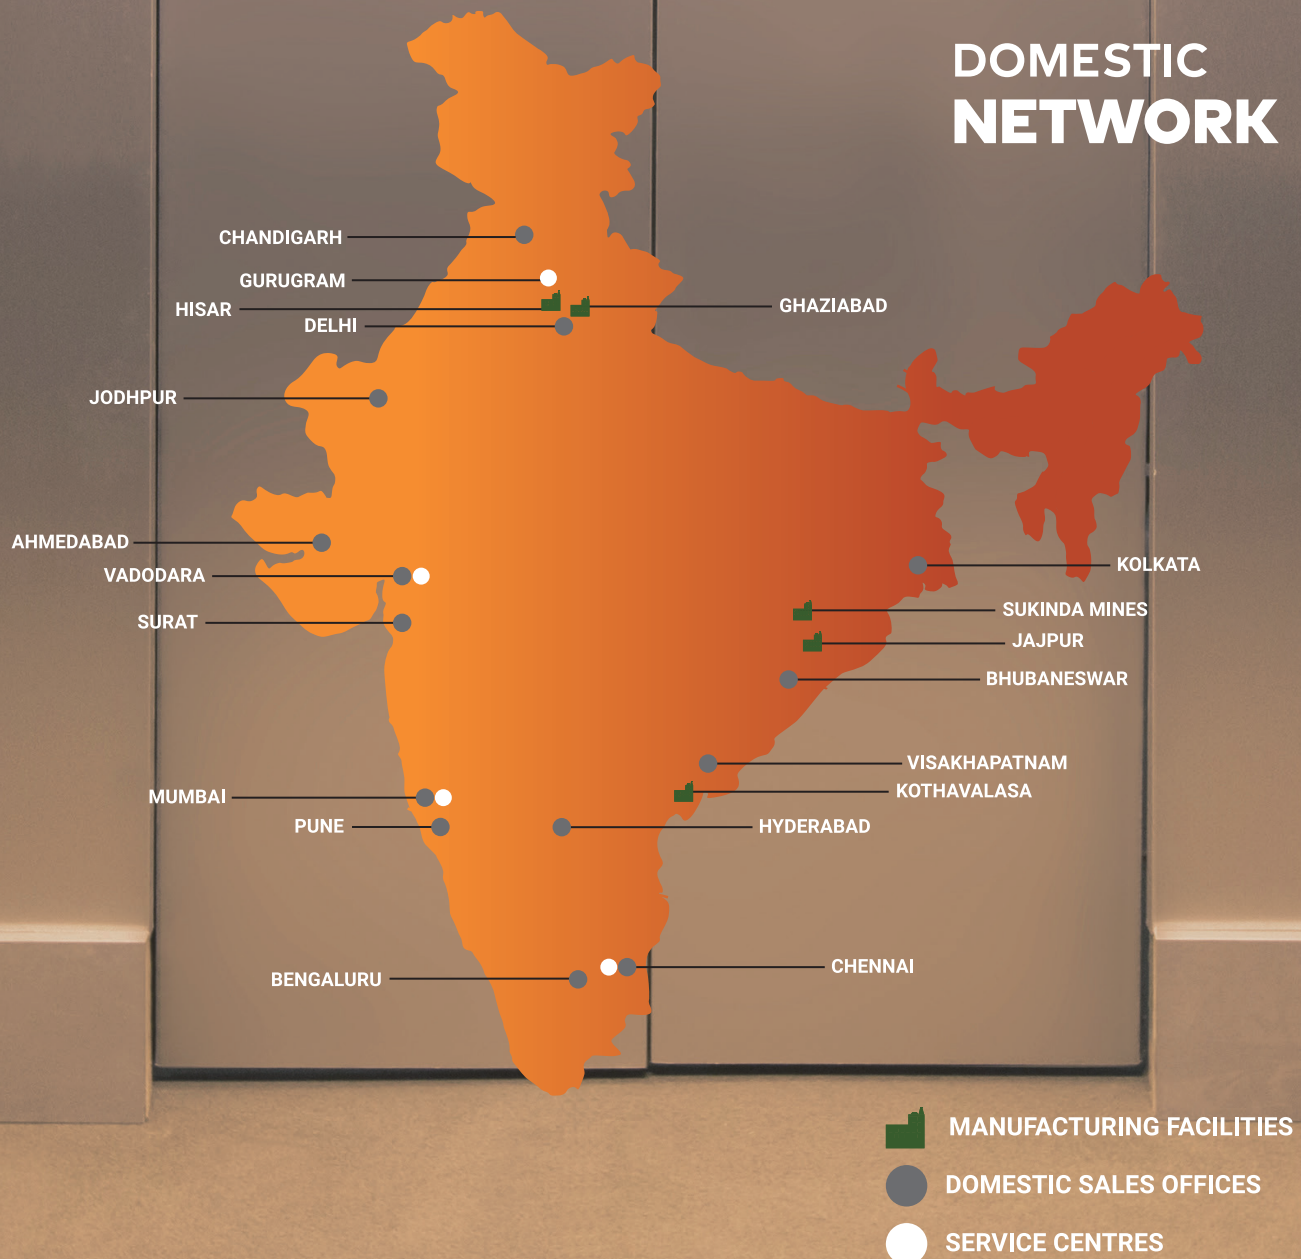 DOMESTIC
NETWORK
CHANDIGARH
GURUGRAM
HISAR
GHAZIABAD
DELHI
JODHPUR
AHMEDABAD
VADODARA
KOLKATA
SURAT
SUKINDA MINES
JAJPUR
BHUBANESWAR
VISAKHAPATNAM
KOTHAVALASA
MUMBAI
PUNE
HYDERABAD
BENGALURU
CHENNAI
MANUFACTURING FACILITIES
DOMESTIC SALES OFFICES
SERVICE CENTRES